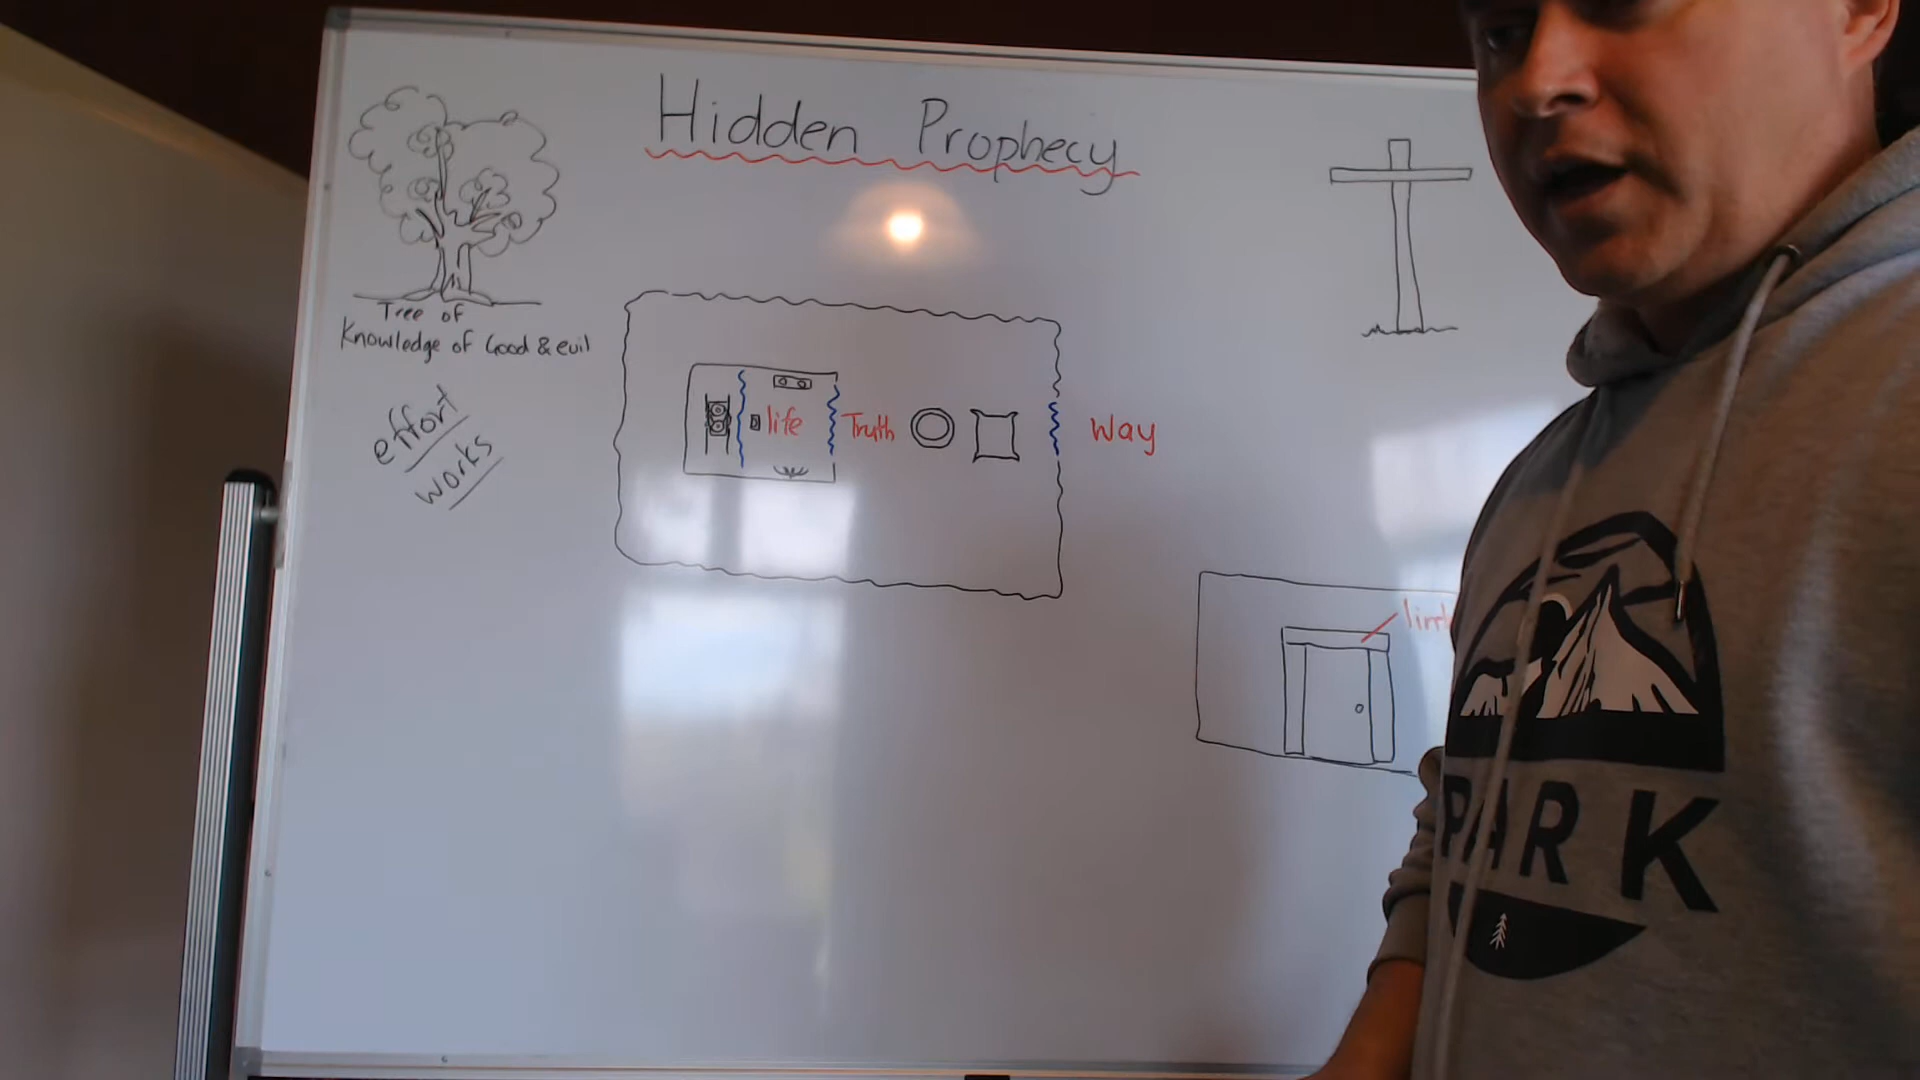 Hidden Prophecy
Tree of
Knowledge of Good & evil
effort
works
life Truth Way
PARK